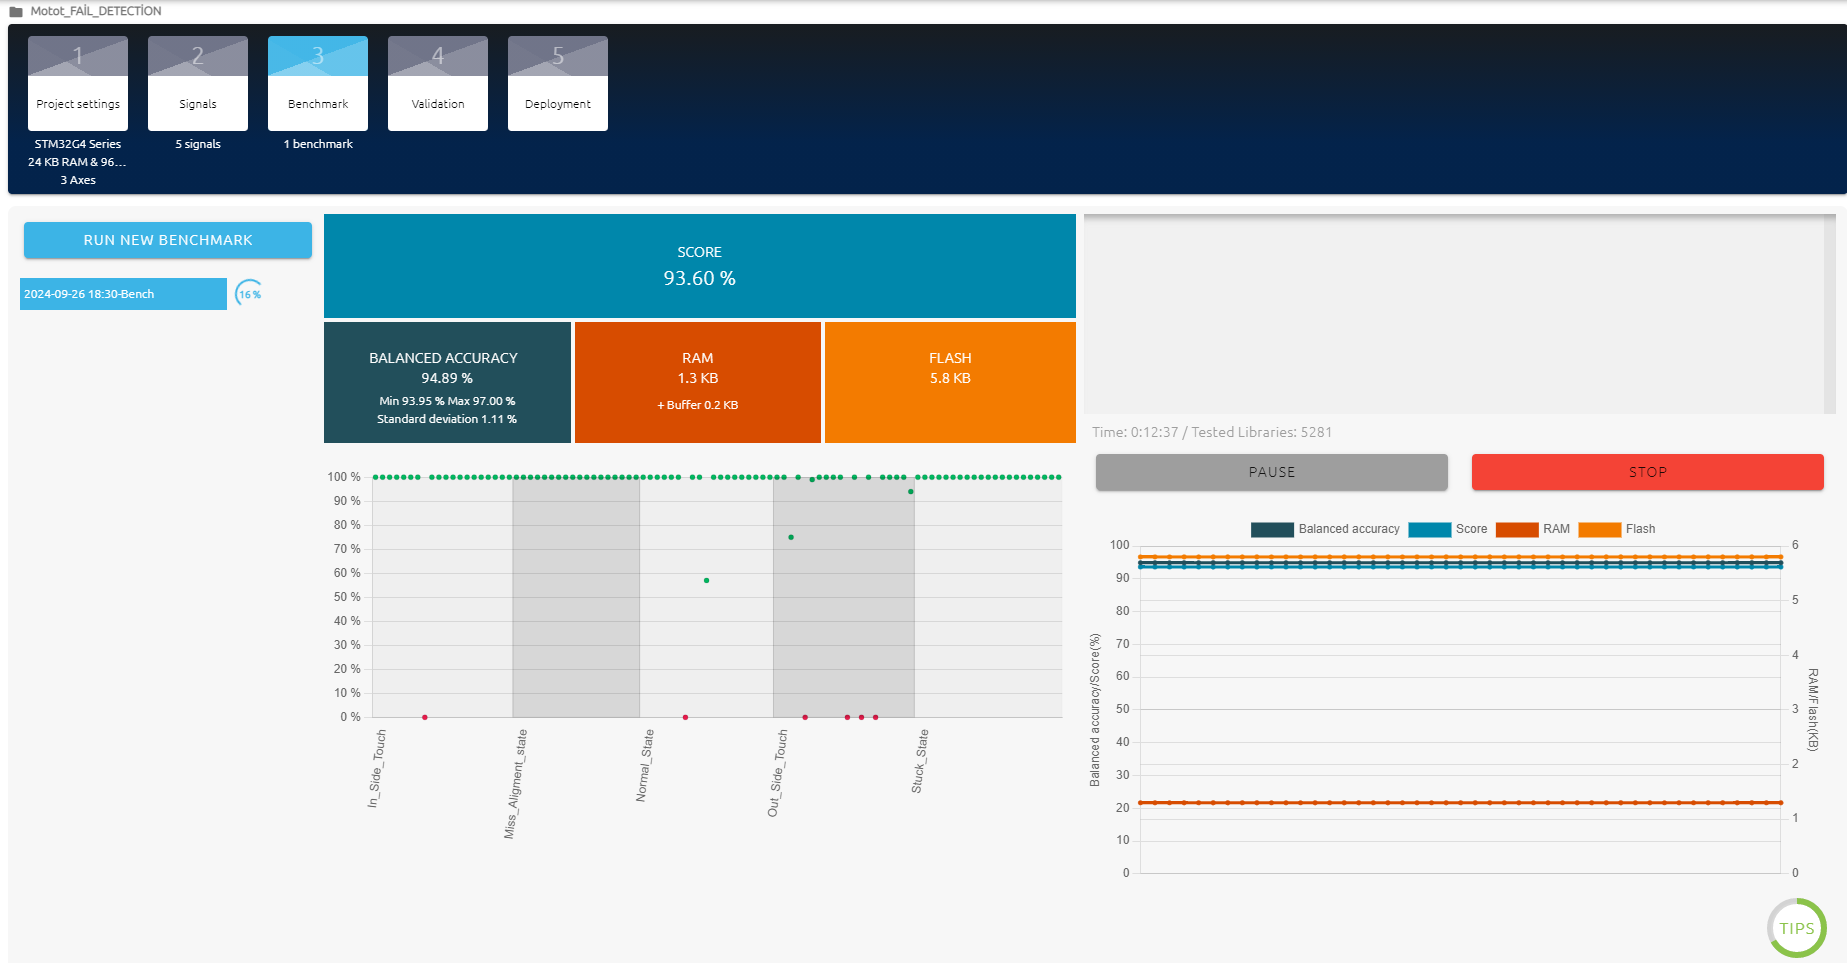 Motot_FAİL_DETECTİON
1
2
3
4
5
Project settings
Signals
Benchmark
Validation
Deployment
STM32G4 Series
24 KB RAM & 96...
3 Axes
5 signals
1 benchmark
RUN NEW BENCHMARK
2024-09-26 18:30-Bench
16 %
SCORE
93.60 %
BALANCED ACCURACY
94.89 %
Min 93.95 % Max 97.00 %
Standard deviation 1.11 %
RAM
1.3 KB
+ Buffer 0.2 KB
FLASH
5.8 KB
100 %
90 %
80 %
70 %
60 %
50 %
40 %
30 %
20 %
10 %
0 %
In_Side_Touch
Miss_Aligment_state
Normal_State
Out_Side_Touch
Stuck_State
Time: 0:12:37 / Tested Libraries: 5281
PAUSE
STOP
Balanced accuracy
Score
RAM
Flash
Balanced accuracy/Score(%)
100
90
80
70
60
50
40
30
20
10
0
6
5
4
3
2
1
0
RAM/Flash(KB)
TIPS